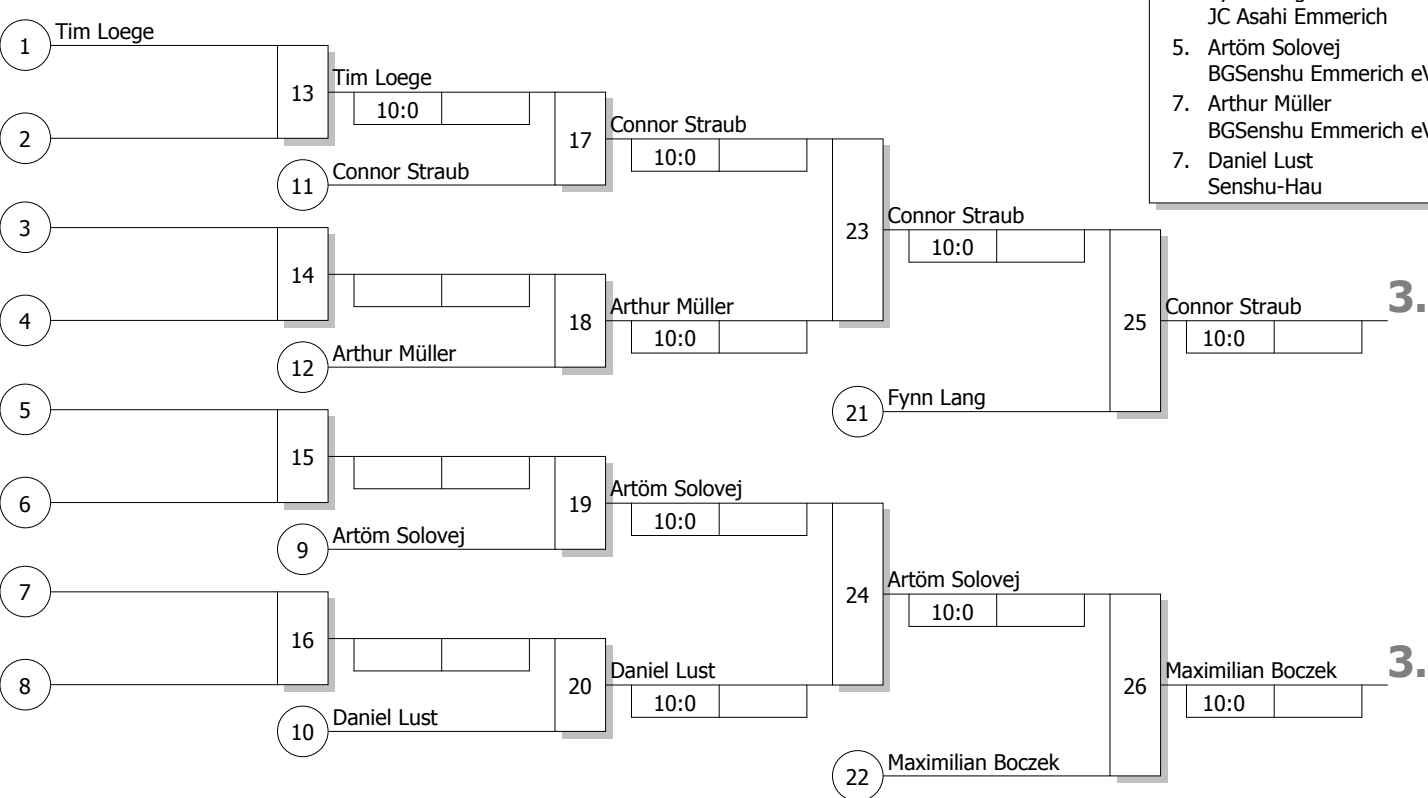 JC Asahi Emmerich
5. Artöm Solovej
BGSenshu Emmerich eV
7. Arthur Müller
BGSenshu Emmerich eV
7. Daniel Lust
Senshu-Hau
1 Tim Loege
2
13 Tim Loege
10:0
11 Connor Straub
17 Connor Straub
10:0
3
4
14
12 Arthur Müller
18 Arthur Müller
10:0
23 Connor Straub
10:0
5
6
15
9 Artöm Solovej
19 Artöm Solovej
10:0
7
8
16
10 Daniel Lust
20 Daniel Lust
10:0
24 Artöm Solovej
10:0
21 Fynn Lang
25 Connor Straub 3.
10:0
22 Maximilian Boczek
26 Maximilian Boczek 3.
10:0